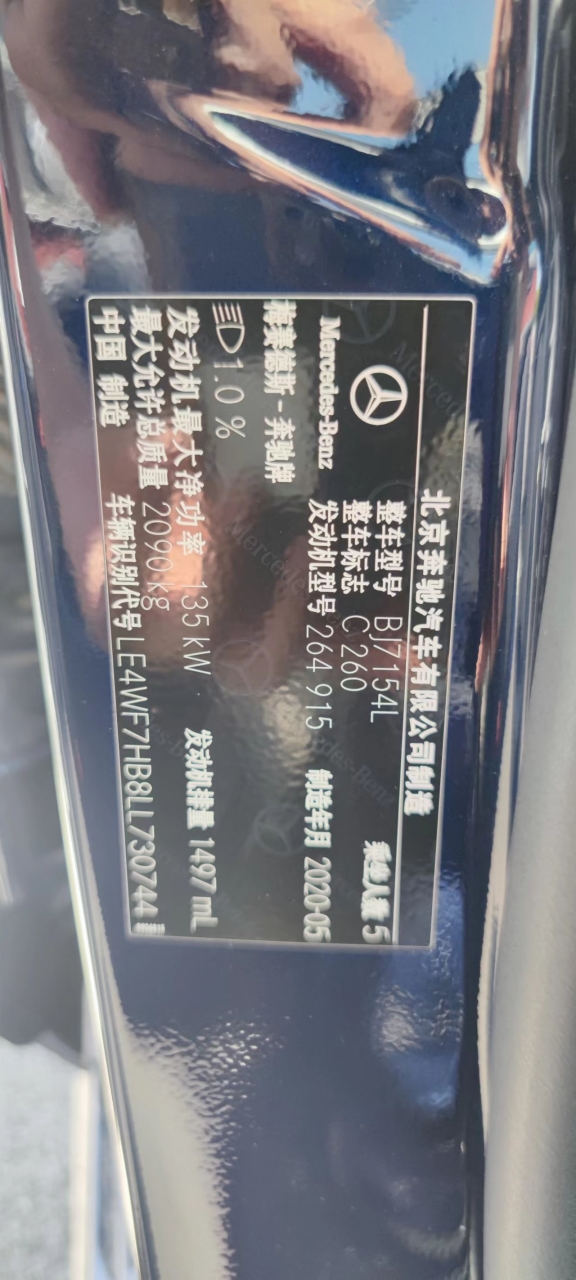 北京奔驰汽车有限公司制造
Mercedes-Benz
整车型号 BJ7154L 乘坐人数 5
整车标志 C 260
发动机型号 264 915 制造年月 2020-05
梅赛德斯-奔驰牌
1.0 %
发动机最大净功率 135 kW 发动机排量 1497 mL
最大允许总质量 2090 kg
中国 制造 车辆识别代号 LE4WF7HB8LL730744